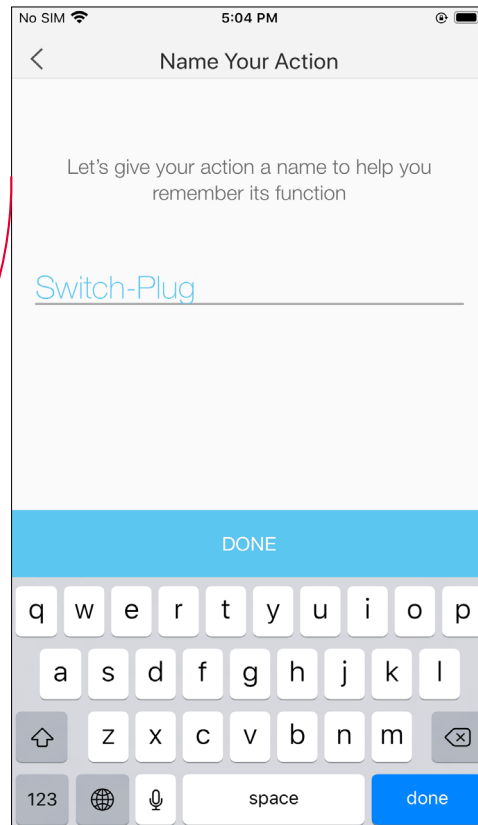 No SIM 5:04 PM
Name Your Action
Let's give your action a name to help you
remember its function
Switch-Plug
DONE
q w e r t y u i o p
a s d f g h j k l
z x c v b n m
123 space done